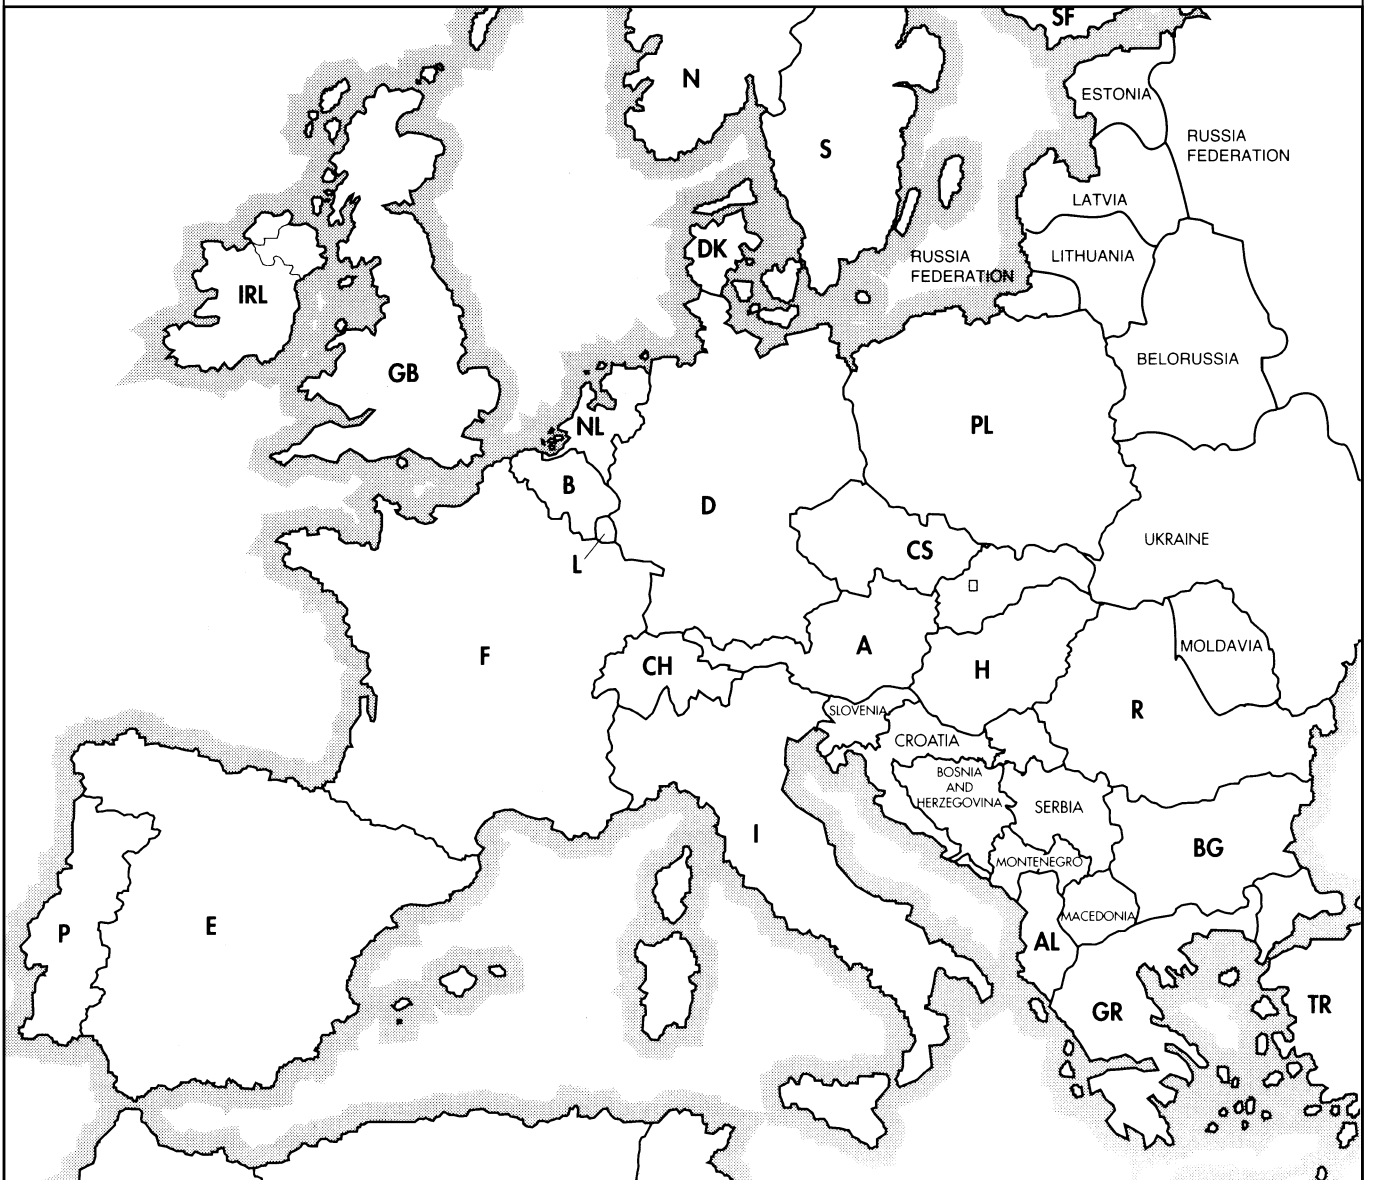 SF
N
ESTONIA
RUSSIA
FEDERATION
S
LATVIA
DK
RUSSIA
FEDERATION
LITHUANIA
IRL
BELORUSSIA
GB
NL
PL
B
D
UKRAINE
CS
L
A
MOLDAVIA
F
CH
H
SLOVENIA
R
CROATIA
BOSNIA
AND
HERZEGOVINA
SERBIA
I
BG
MONTENEGRO
MACEDONIA
P
E
AL
GR
TR